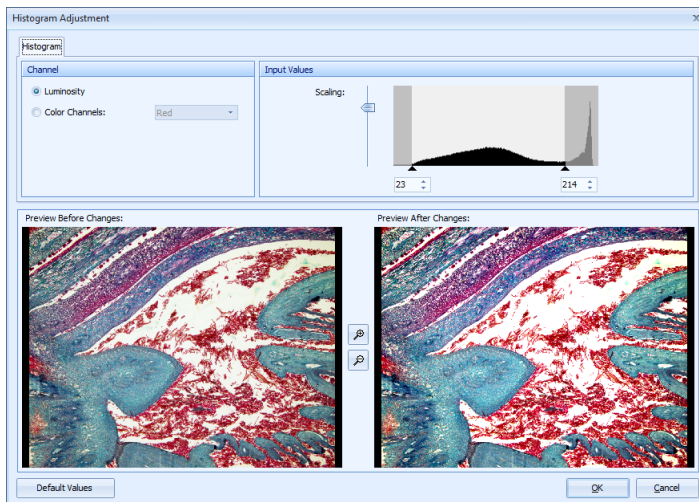 Histogram Adjustment
Histogram
Channel
Luminosity
Color Channels:
Red
Input Values
Scaling:
23
214
Preview Before Changes:
Preview After Changes:
Default Values
OK
Cancel